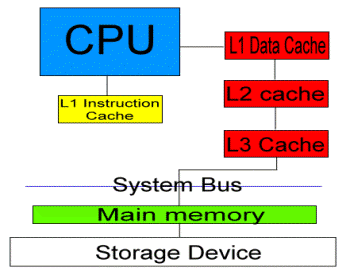 CPU
L1 Data Cache
L1 Instruction
Cache
L2 cache
L3 Cache
System Bus
Main memory
Storage Device